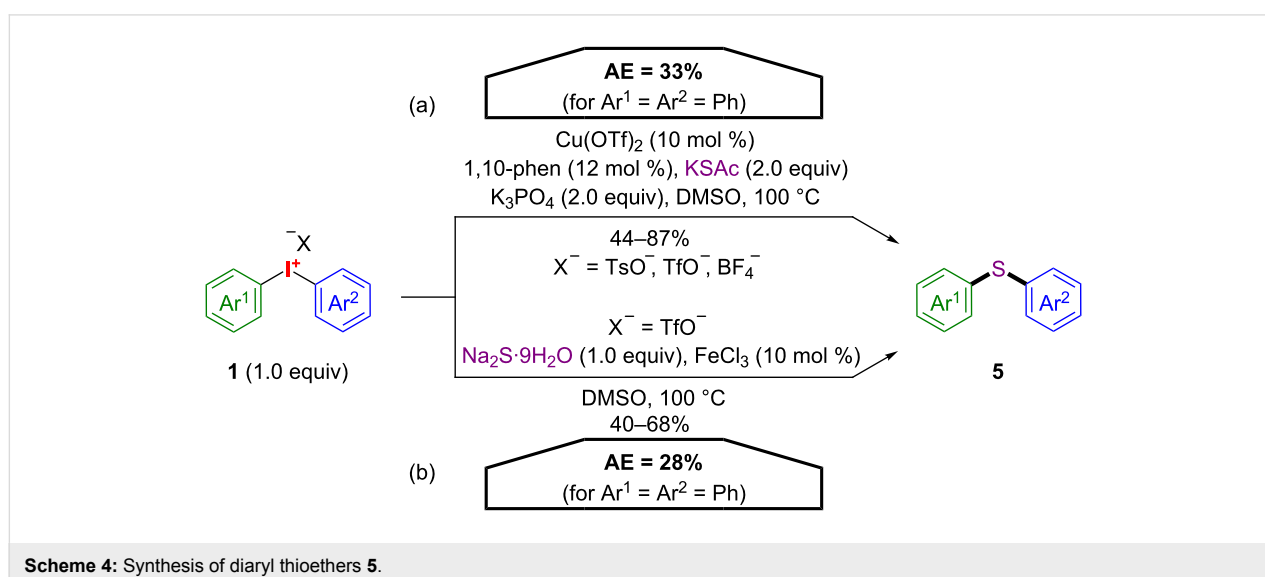 AE = 33%
(for Ar¹ = Ar² = Ph)
(a)
Cu(OTf)₂ (10 mol %)
1,10-phen (12 mol %), KSAc (2.0 equiv)
K₃PO₄ (2.0 equiv), DMSO, 100 °C
44–87%
X⁻ = TsO⁻, TfO⁻, BF₄⁻
⁻X
I⁺
Ar¹ Ar²
1 (1.0 equiv)
S
Ar¹ Ar²
5
X⁻ = TfO⁻
Na₂S·9H₂O (1.0 equiv), FeCl₃ (10 mol %)
DMSO, 100 °C
40–68%
(b)
AE = 28%
(for Ar¹ = Ar² = Ph)
Scheme 4: Synthesis of diaryl thioethers 5.